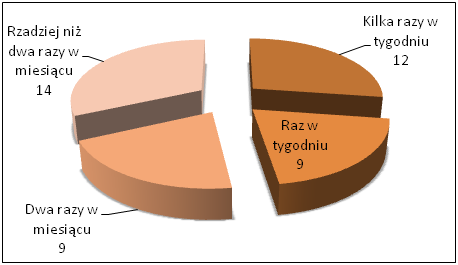 Rzadziej niż
dwa razy w
miesiącu
14
Kilka razy w
tygodniu
12
Raz w
tygodniu
9
Dwa razy w
miesiącu
9